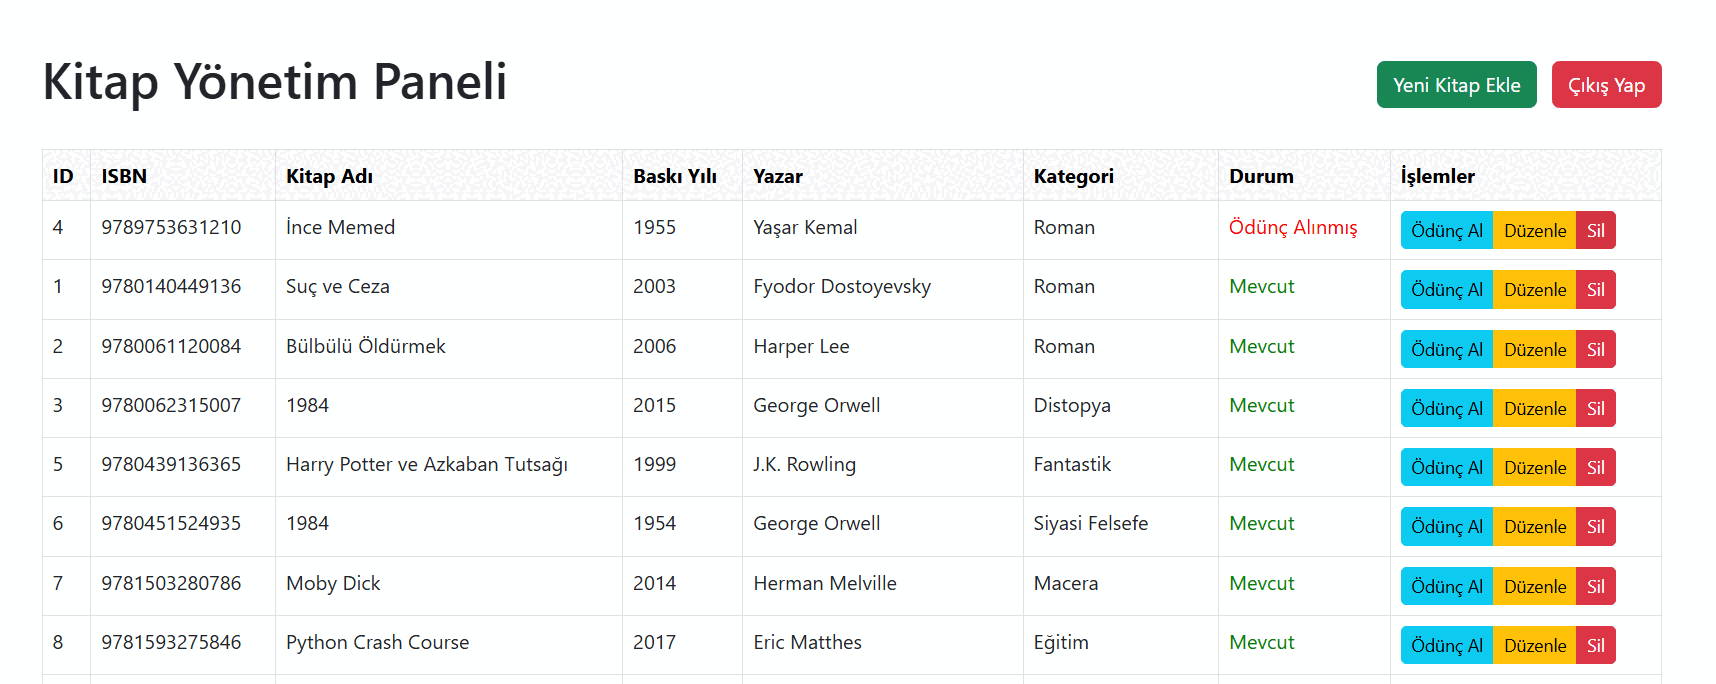 Kitap Yönetim Paneli
Yeni Kitap Ekle Çıkış Yap
ID ISBN Kitap Adı Baskı Yılı Yazar Kategori Durum İşlemler
4 9789753631210 İnce Memed 1955 Yaşar Kemal Roman Ödünç Alınmış Ödünç Al Düzenle Sil
1 9780140449136 Suç ve Ceza 2003 Fyodor Dostoyevsky Roman Mevcut Ödünç Al Düzenle Sil
2 9780061120084 Bülbülü Öldürmek 2006 Harper Lee Roman Mevcut Ödünç Al Düzenle Sil
3 9780062315007 1984 2015 George Orwell Distopya Mevcut Ödünç Al Düzenle Sil
5 9780439136365 Harry Potter ve Azkaban Tutsağı 1999 J.K. Rowling Fantastik Mevcut Ödünç Al Düzenle Sil
6 9780451524935 1984 1954 George Orwell Siyasi Felsefe Mevcut Ödünç Al Düzenle Sil
7 9781503280786 Moby Dick 2014 Herman Melville Macera Mevcut Ödünç Al Düzenle Sil
8 9781593275846 Python Crash Course 2017 Eric Matthes Eğitim Mevcut Ödünç Al Düzenle Sil